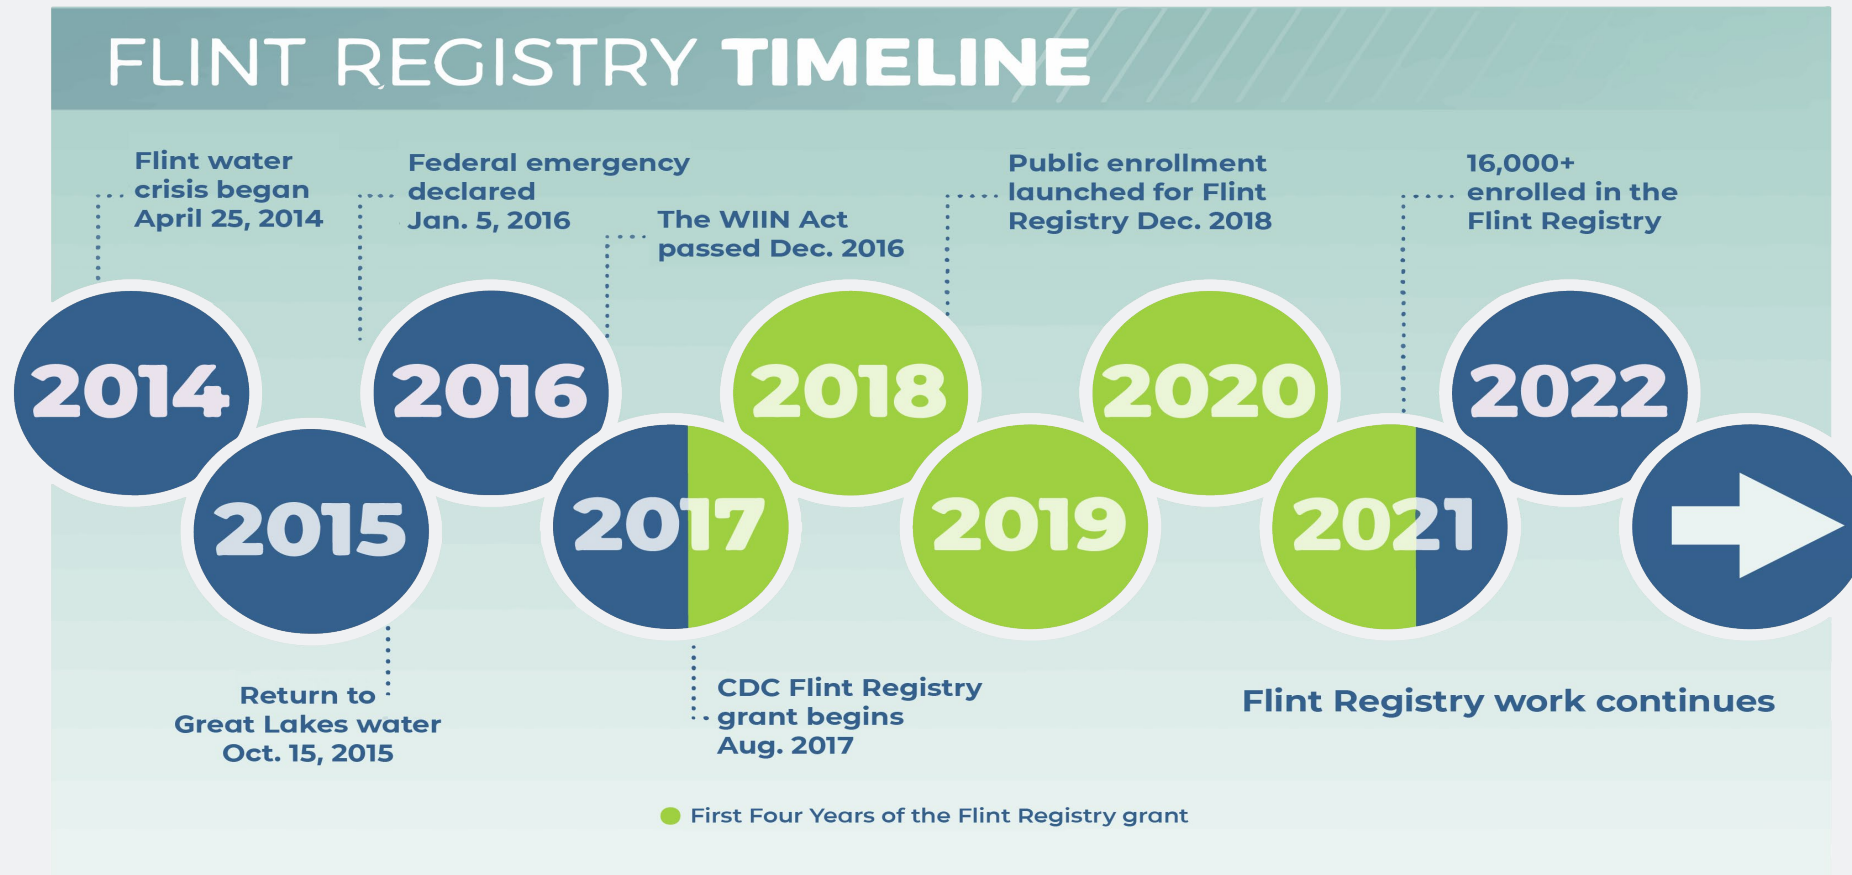 FLINT REGISTRY TIMELINE
Flint water
crisis began
April 25, 2014
Federal emergency
declared
Jan. 5, 2016
The WIIN Act
passed Dec. 2016
Public enrollment
launched for Flint
Registry Dec. 2018
16,000+
enrolled in the
Flint Registry
2014
2015
2016
2017
2018
2019
2020
2021
2022
Return to
Great Lakes water
Oct. 15, 2015
CDC Flint Registry
grant begins
Aug. 2017
Flint Registry work continues
First Four Years of the Flint Registry grant